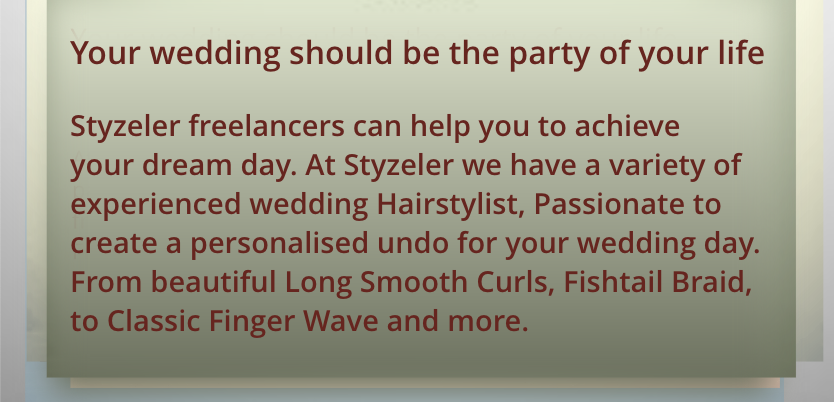 Your wedding should be the party of your life
Styzeler freelancers can help you to achieve
your dream day. At Styzeler we have a variety of
experienced wedding Hairstylist, Passionate to
create a personalised undo for your wedding day.
From beautiful Long Smooth Curls, Fishtail Braid,
to Classic Finger Wave and more.